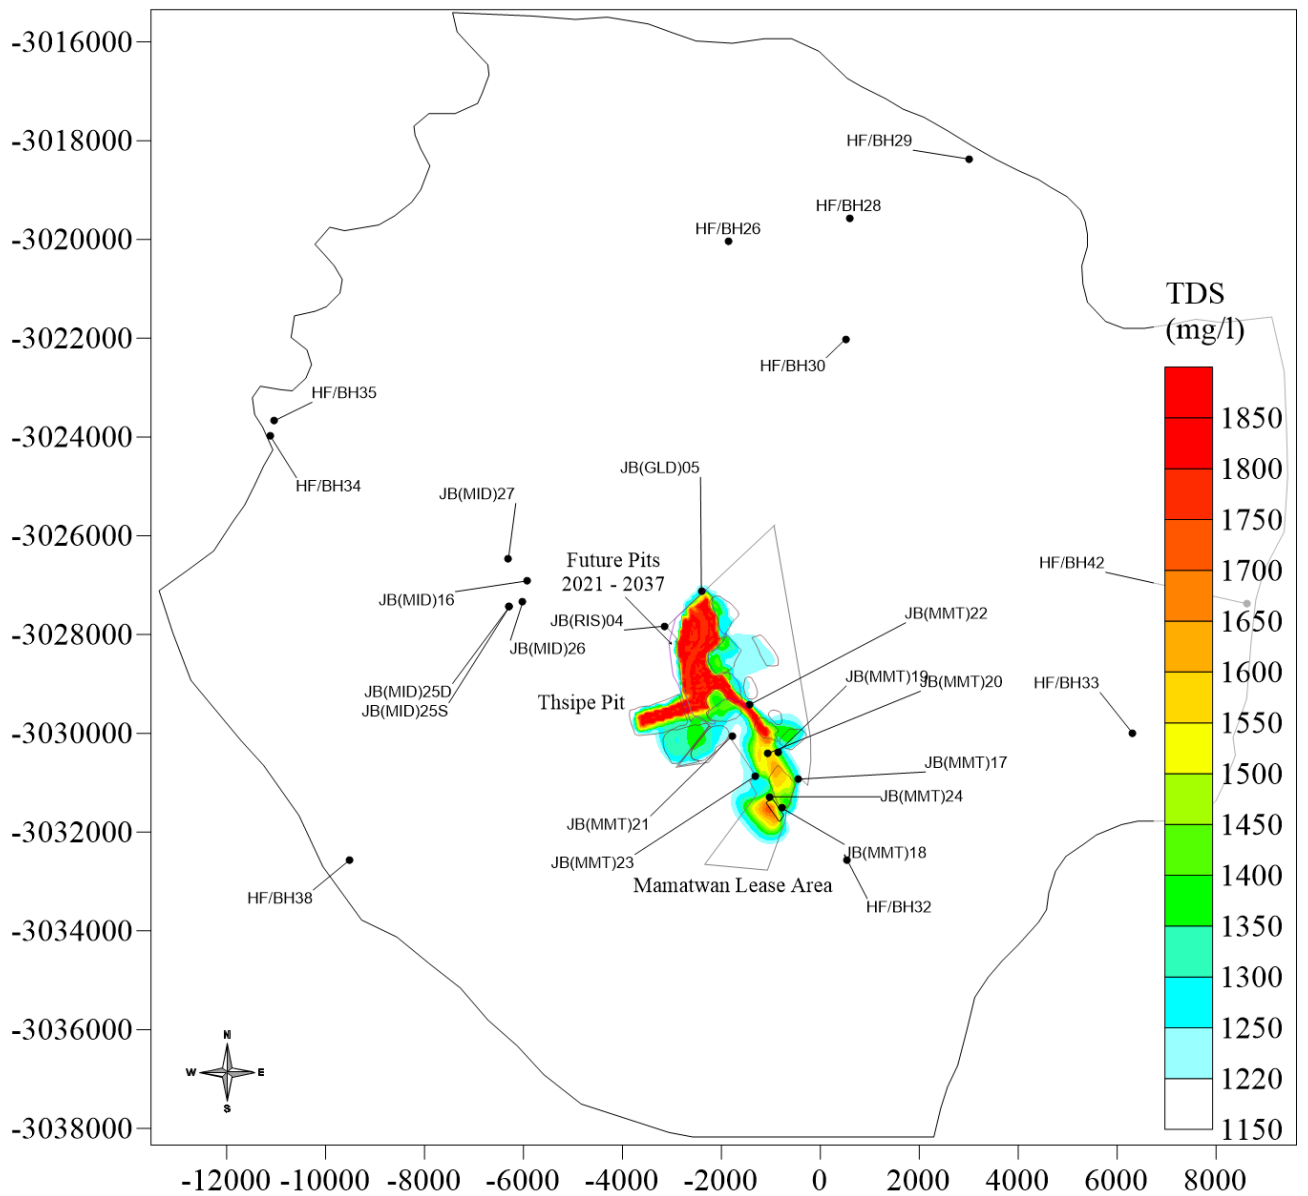 -3016000
-3018000
-3020000
-3022000
-3024000
-3026000
-3028000
-3030000
-3032000
-3034000
-3036000
-3038000
HF/BH29
HF/BH28
HF/BH26
TDS
(mg/l)
HF/BH30
HF/BH35
HF/BH34
JB(GLD)05
JB(MID)27
Future Pits
2021 - 2037
HF/BH42
JB(MID)16
JB(RIS)04
JB(MMT)22
JB(MID)26
JB(MMT)19
JB(MMT)20
HF/BH33
JB(MID)25D
JB(MID)25S
Thsipe Pit
JB(MMT)17
JB(MMT)24
JB(MMT)21
JB(MMT)23
JB(MMT)18
Mamatwan Lease Area
HF/BH38
HF/BH32
1850
1800
1750
1700
1650
1600
1550
1500
1450
1400
1350
1300
1250
1220
1150
N
W E
S
-12000 -10000 -8000 -6000 -4000 -2000 0 2000 4000 6000 8000